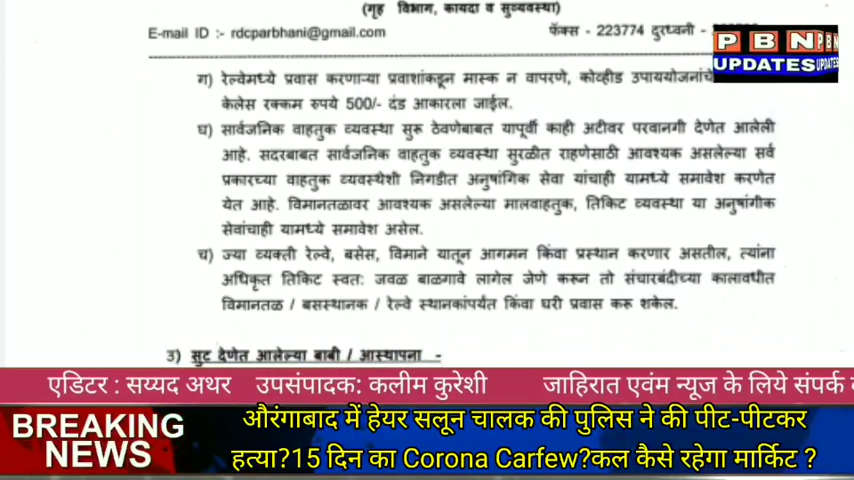 (गृह विभाग, कायदा व सुव्यवस्था)
E-mail ID :- rdcparbhani@gmail.com फॅक्स - 223774 दुरध्वनी -
PBN PBN
UPDATES UPDATES
ग) रेल्वेमध्ये प्रवास करणाऱ्या प्रवाशांकडून मास्क न वापरणे, कोव्हीड उपाययोजनांचे
केलेस रक्कम रुपये 500/- दंड आकारला जाईल.
घ) सार्वजनिक वाहतुक व्यवस्था सुरू ठेवणेबाबत यापूर्वी काही अटीवर परवानगी देणेत आलेली
आहे. सदरबाबत सार्वजनिक वाहतुक व्यवस्था सुरळीत राहणेसाठी आवश्यक असलेल्या सर्व
प्रकारच्या वाहतुक व्यवस्थेशी निगडीत अनुषांगिक सेवा यांचाही यामध्ये समावेश करणेत
येत आहे. विमानतळावर आवश्यक असलेल्या मालवाहतुक, तिकिट व्यवस्था या अनुषांगीक
सेवांचाही यामध्ये समावेश असेल.
च) ज्या व्यक्ती रेल्वे, बसेस, विमाने यातून आगमन किंवा प्रस्थान करणार असतील, त्यांना
अधिकृत तिकिट स्वत: जवळ बाळगावे लागेल जेणे करून तो संचारबंदीच्या कालावधीत
विमानतळ / बसस्थानक / रेल्वे स्थानकांपर्यंत किंवा घरी प्रवास करू शकेल.
3) सुट देणेत आलेल्या बाबी / आस्थापना -
एडिटर : सय्यद अथर उपसंपादक: कलीम कुरेशी जाहिरात एवंम न्यूज के लिये संपर्क
BREAKING NEWS
औरंगाबाद में हेयर सलून चालक की पुलिस ने की पीट-पीटकर
हत्या?15 दिन का Corona Carfew?कल कैसे रहेगा मार्किट ?